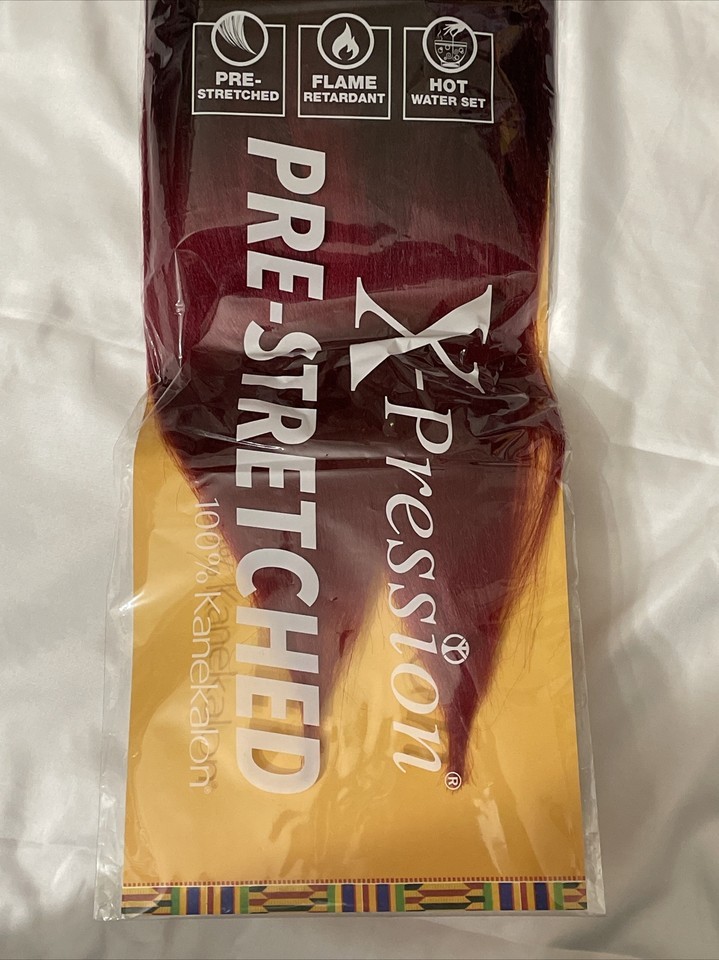 PRE-
STRETCHED
FLAME
RETARDANT
HOT
WATER SET
X-Pression®
PRE-STRETCHED
100% Kanekalon®